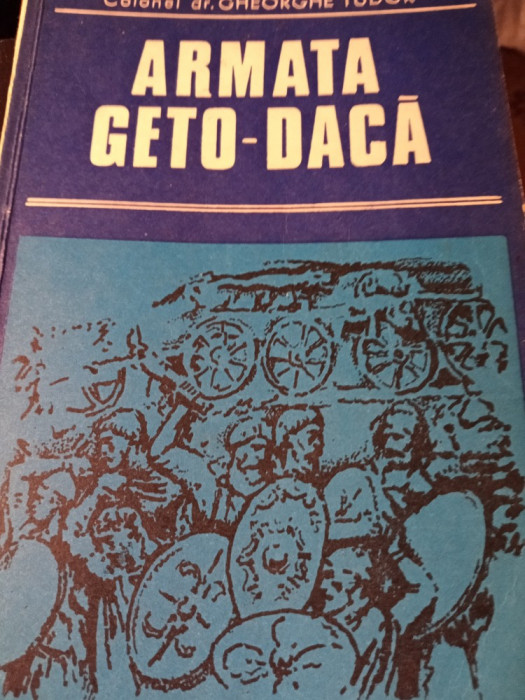 Colonel dr. GHEORGHE TUDOR
ARMATA
GETO-DACĂ